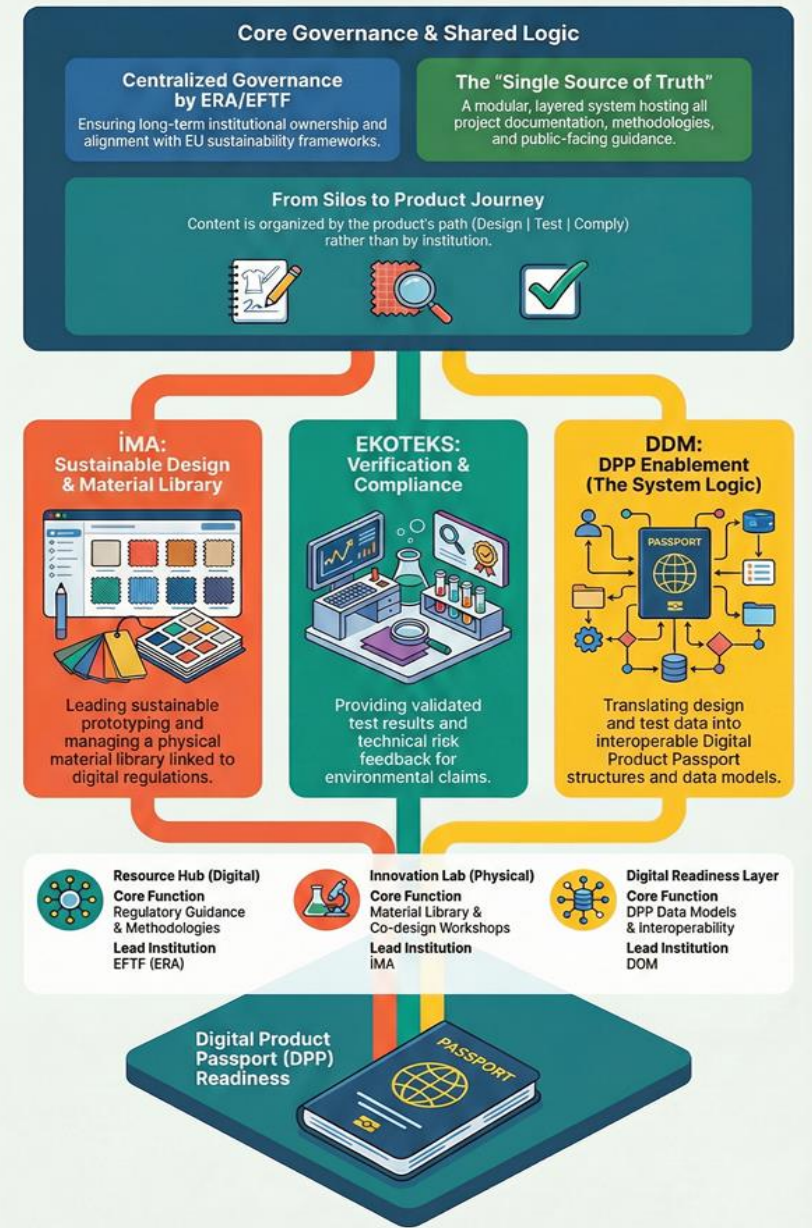 Core Governance & Shared Logic
Centralized Governance
by ERA/EFTF
Ensuring long-term institutional ownership and
alignment with EU sustainability frameworks.
The “Single Source of Truth”
A modular, layered system hosting all
project documentation, methodologies,
and public-facing guidance.
From Silos to Product Journey
Content is organized by the product's path (Design | Test | Comply)
rather than by institution.
İMA:
Sustainable Design
& Material Library
Leading sustainable
prototyping and
managing a physical
material library linked to
digital regulations.
EKOTEKS:
Verification &
Compliance
Providing validated
test results and
technical risk
feedback for
environmental claims.
DDM:
DPP Enablement
(The System Logic)
PASSPORT
Translating design
and test data into
interoperable Digital
Product Passport
structures and data models.
Resource Hub (Digital)
Core Function
Regulatory Guidance
& Methodologies
Lead Institution
EFTF (ERA)
Innovation Lab (Physical)
Core Function
Material Library &
Co-design Workshops
Lead Institution
İMA
Digital Readiness Layer
Core Function
DPP Data Models
& Interoperability
Lead Institution
DOM
Digital Product
Passport (DPP)
Readiness
PASSPORT